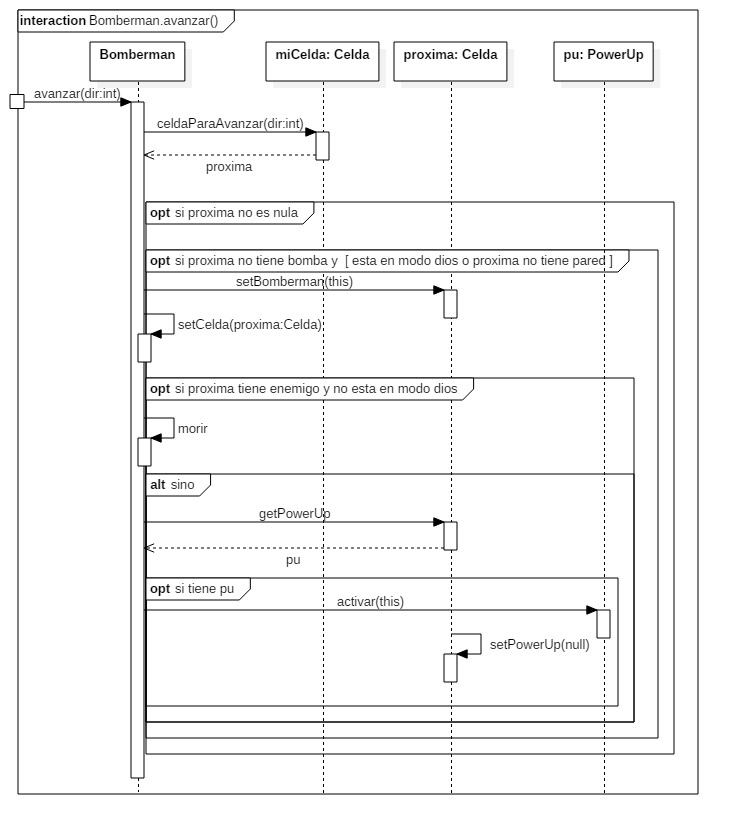 interaction Bomberman.avanzar()
Bomberman
miCelda: Celda
proxima: Celda
pu: PowerUp
avanzar(dir:int)
celdaParaAvanzar(dir:int)
proxima
opt si proxima no es nula
opt si proxima no tiene bomba y [ esta en modo dios o proxima no tiene pared ]
setBomberman(this)
setCelda(proxima:Celda)
opt si proxima tiene enemigo y no esta en modo dios
morir
alt sino
getPowerUp
pu
opt si tiene pu
activar(this)
setPowerUp(null)